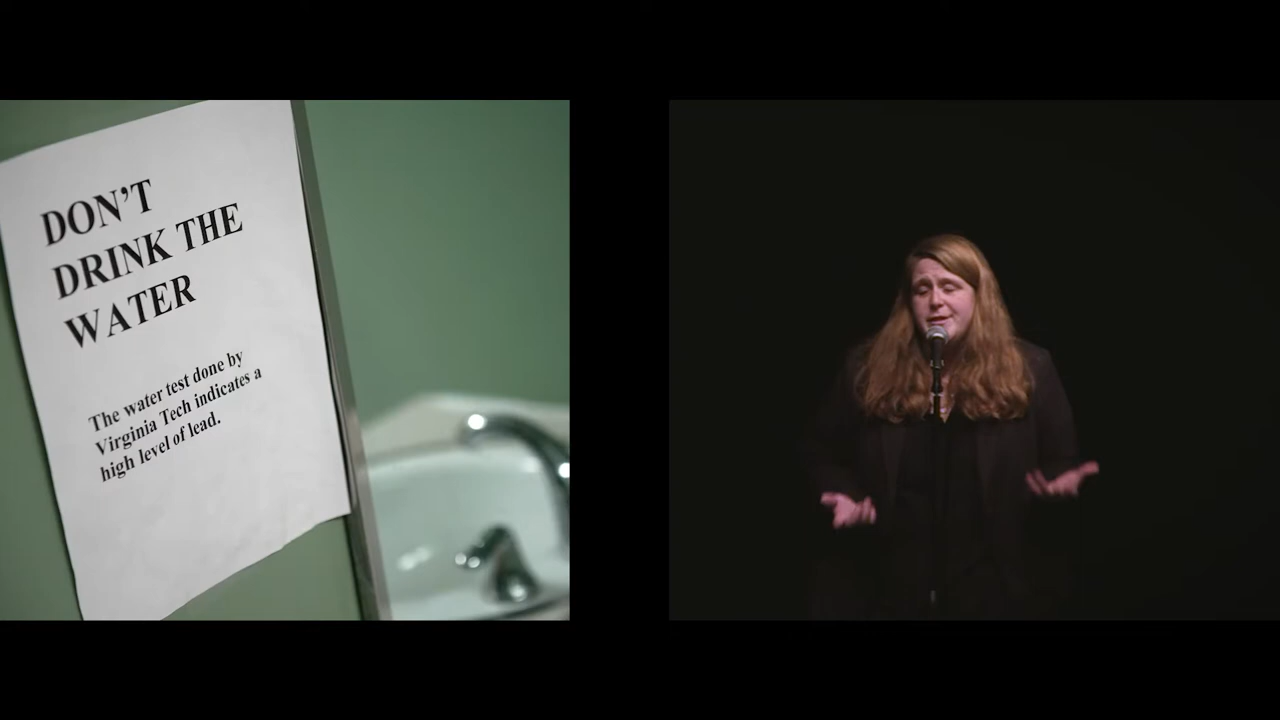 DON'T
DRINK THE
WATER
The water test done by
Virginia Tech indicates a
high level of lead.